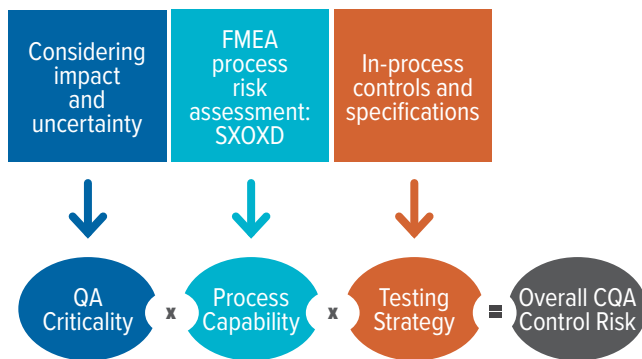 Considering
impact
and
uncertainty
FMEA
process
risk
assessment:
SXOXD
In-process
controls and
specifications
QA
Criticality
x
Process
Capability
x
Testing
Strategy
=
Overall CQA
Control Risk